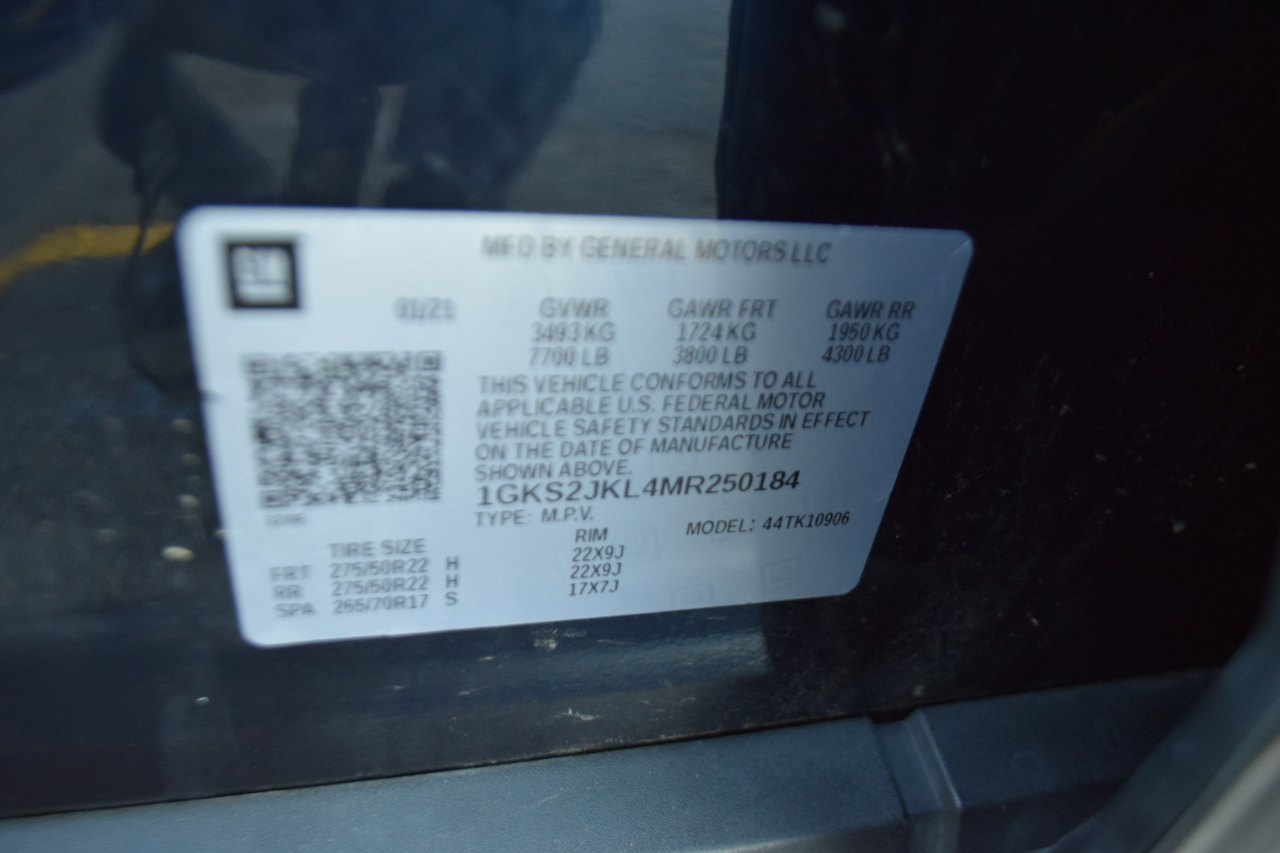 GM
MFD BY GENERAL MOTORS LLC
01/21 GVWR GAWR FRT GAWR RR
3493 KG 1724 KG 1950 KG
7700 LB 3800 LB 4300 LB
THIS VEHICLE CONFORMS TO ALL
APPLICABLE U.S. FEDERAL MOTOR
VEHICLE SAFETY STANDARDS IN EFFECT
ON THE DATE OF MANUFACTURE
SHOWN ABOVE.
1GKS2JKL4MR250184
TYPE: M.P.V. MODEL: 44TK10906
TIRE SIZE RIM
FRT 275/50R22 H 22X9J
RR 275/50R22 H 22X9J
SPA 265/70R17 S 17X7J